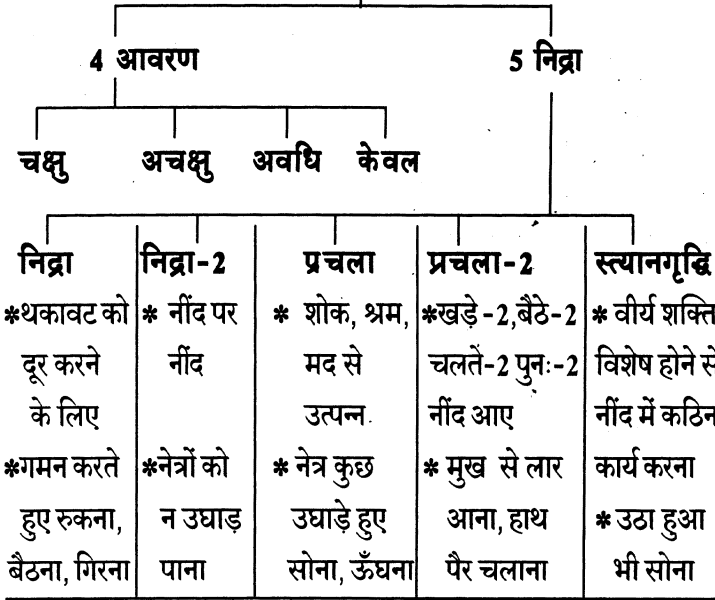 4 आवरण 5 निद्रा
चक्षु अचक्षु अवधि केवल
निद्रा निद्रा-2 प्रचला प्रचला-2 स्त्यानगृद्धि
*थकावट को * नींद पर * शोक, श्रम, *खड़े -2,बैठे-2 * वीर्य शक्ति
दूर करने नींद मद से चलतें-2 पुनः-2 विशेष होने से
के लिए उत्पन्न नींद आए नींद में कठिन
*गमन करते *नेत्रों को * नेत्र कुछ * मुख से लार कार्य करना
हुए रुकना, न उघाड़ उघाड़े हुए आना, हाथ * उठा हुआ
बैठना, गिरना पाना सोना, ऊँघना पैर चलाना भी सोना